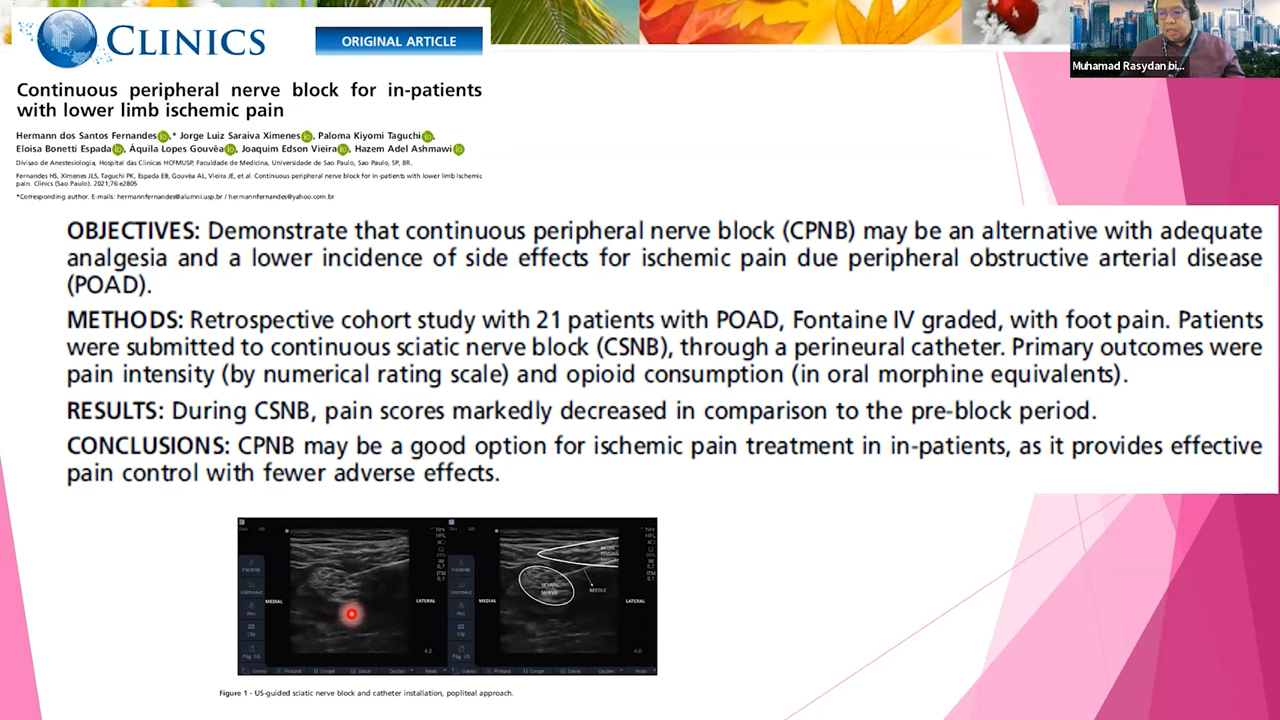 CLINICS
ORIGINAL ARTICLE
Muhamad Rasydan bi...
Continuous peripheral nerve block for in-patients
with lower limb ischemic pain
Hermann dos Santos Fernandes,* Jorge Luiz Saraiva Ximenes, Paloma Kiyomi Taguchi,
Eloisa Bonetti Espada, Áquila Lopes Gouvêa, Joaquim Edson Vieira, Hazem Adel Ashmawi
Divisao de Anestesiologia, Hospital das Clinicas HCFMUSP, Faculdade de Medicina, Universidade de Sao Paulo, Sao Paulo, SP, BR.
Fernandes HS, Ximenes JLS, Taguchi PK, Espada EB, Gouvêa AL, Vieira JE, et al. Continuous peripheral nerve block for in-patients with lower limb ischemic
pain. Clinics (Sao Paulo). 2021;76:e2805
*Corresponding author. E-mails: hermannfernandes@alumni.usp.br / hermannfernandes@yahoo.com.br
OBJECTIVES: Demonstrate that continuous peripheral nerve block (CPNB) may be an alternative with adequate
analgesia and a lower incidence of side effects for ischemic pain due peripheral obstructive arterial disease
(POAD).
METHODS: Retrospective cohort study with 21 patients with POAD, Fontaine IV graded, with foot pain. Patients
were submitted to continuous sciatic nerve block (CSNB), through a perineural catheter. Primary outcomes were
pain intensity (by numerical rating scale) and opioid consumption (in oral morphine equivalents).
RESULTS: During CSNB, pain scores markedly decreased in comparison to the pre-block period.
CONCLUSIONS: CPNB may be a good option for ischemic pain treatment in in-patients, as it provides effective
pain control with fewer adverse effects.
MEDIAL
LATERAL
4.0
MEDIAL
SCIATIC
NERVE
NEEDLE
LATERAL
4.0
Figure 1 - US-guided sciatic nerve block and catheter installation, popliteal approach.